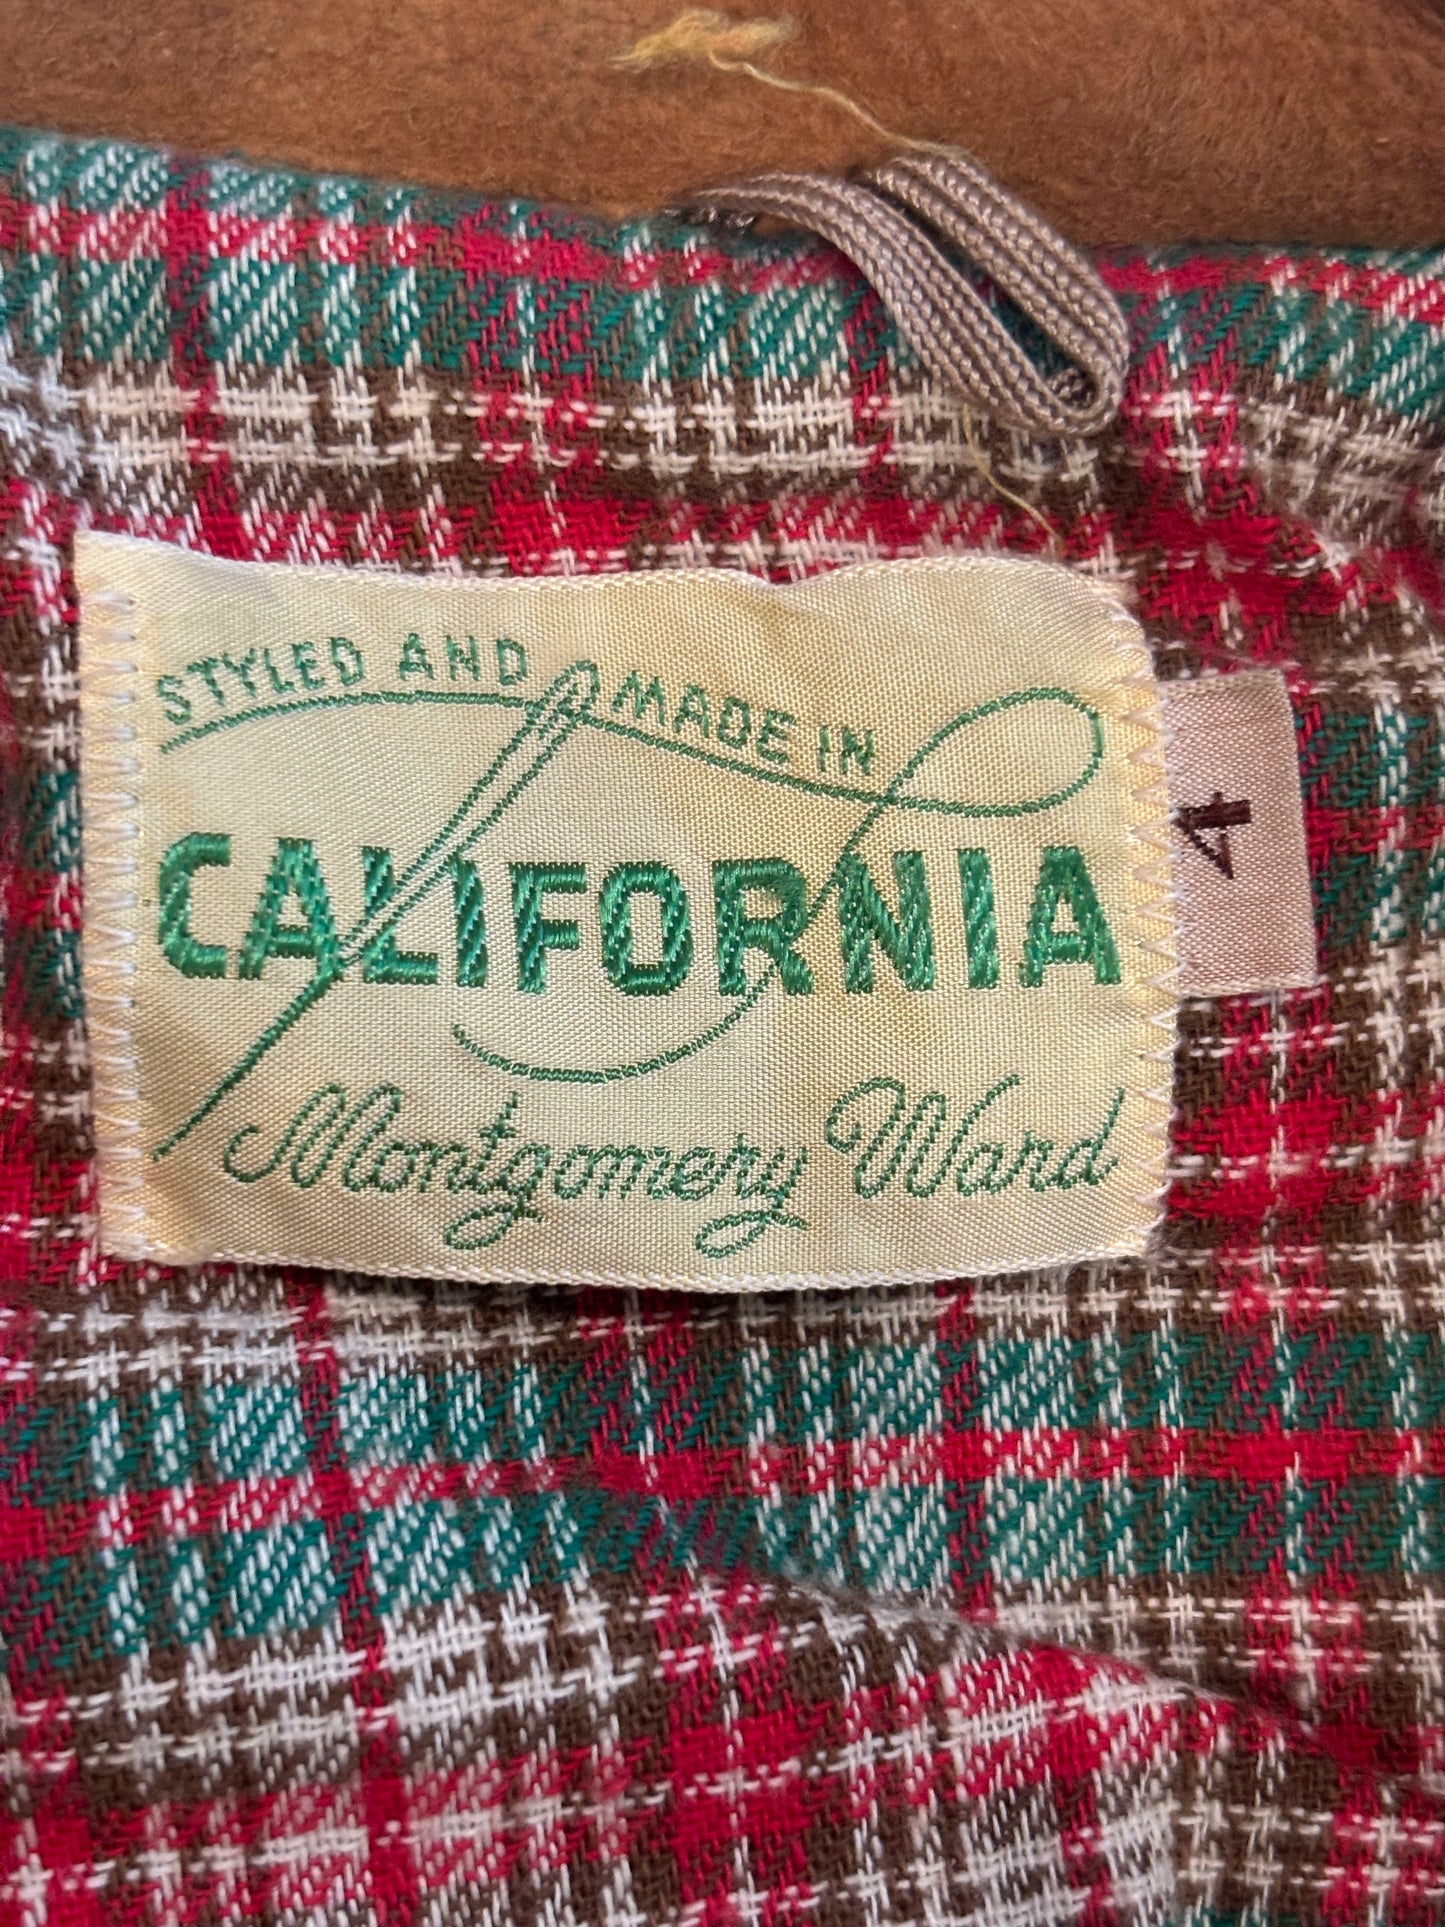 STYLED AND MADE IN
CALIFORNIA
Montgomery Ward
4